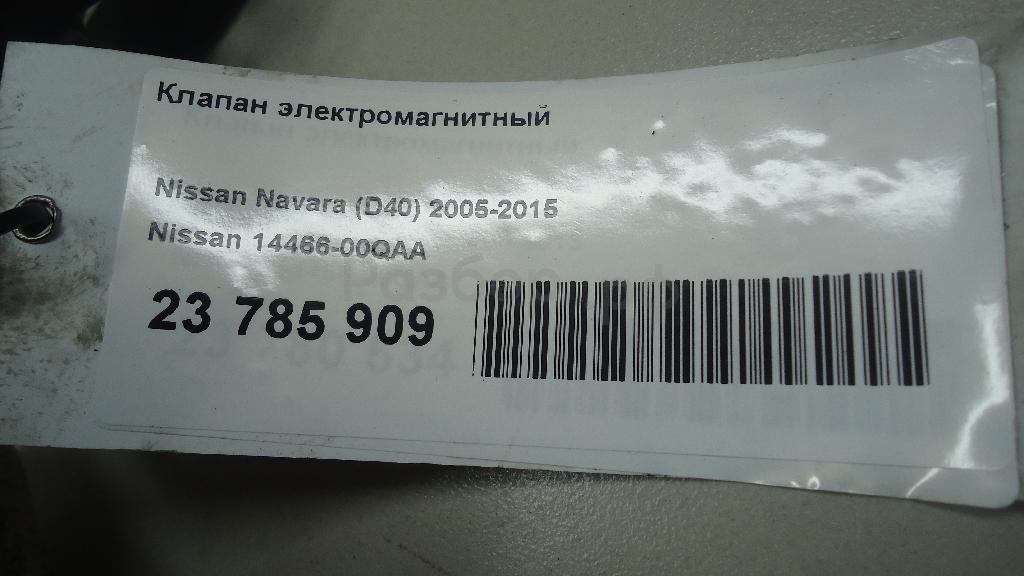 Клапан электромагнитный
Nissan Navara (D40) 2005-2015
Nissan 14466-00QAA
23 785 909